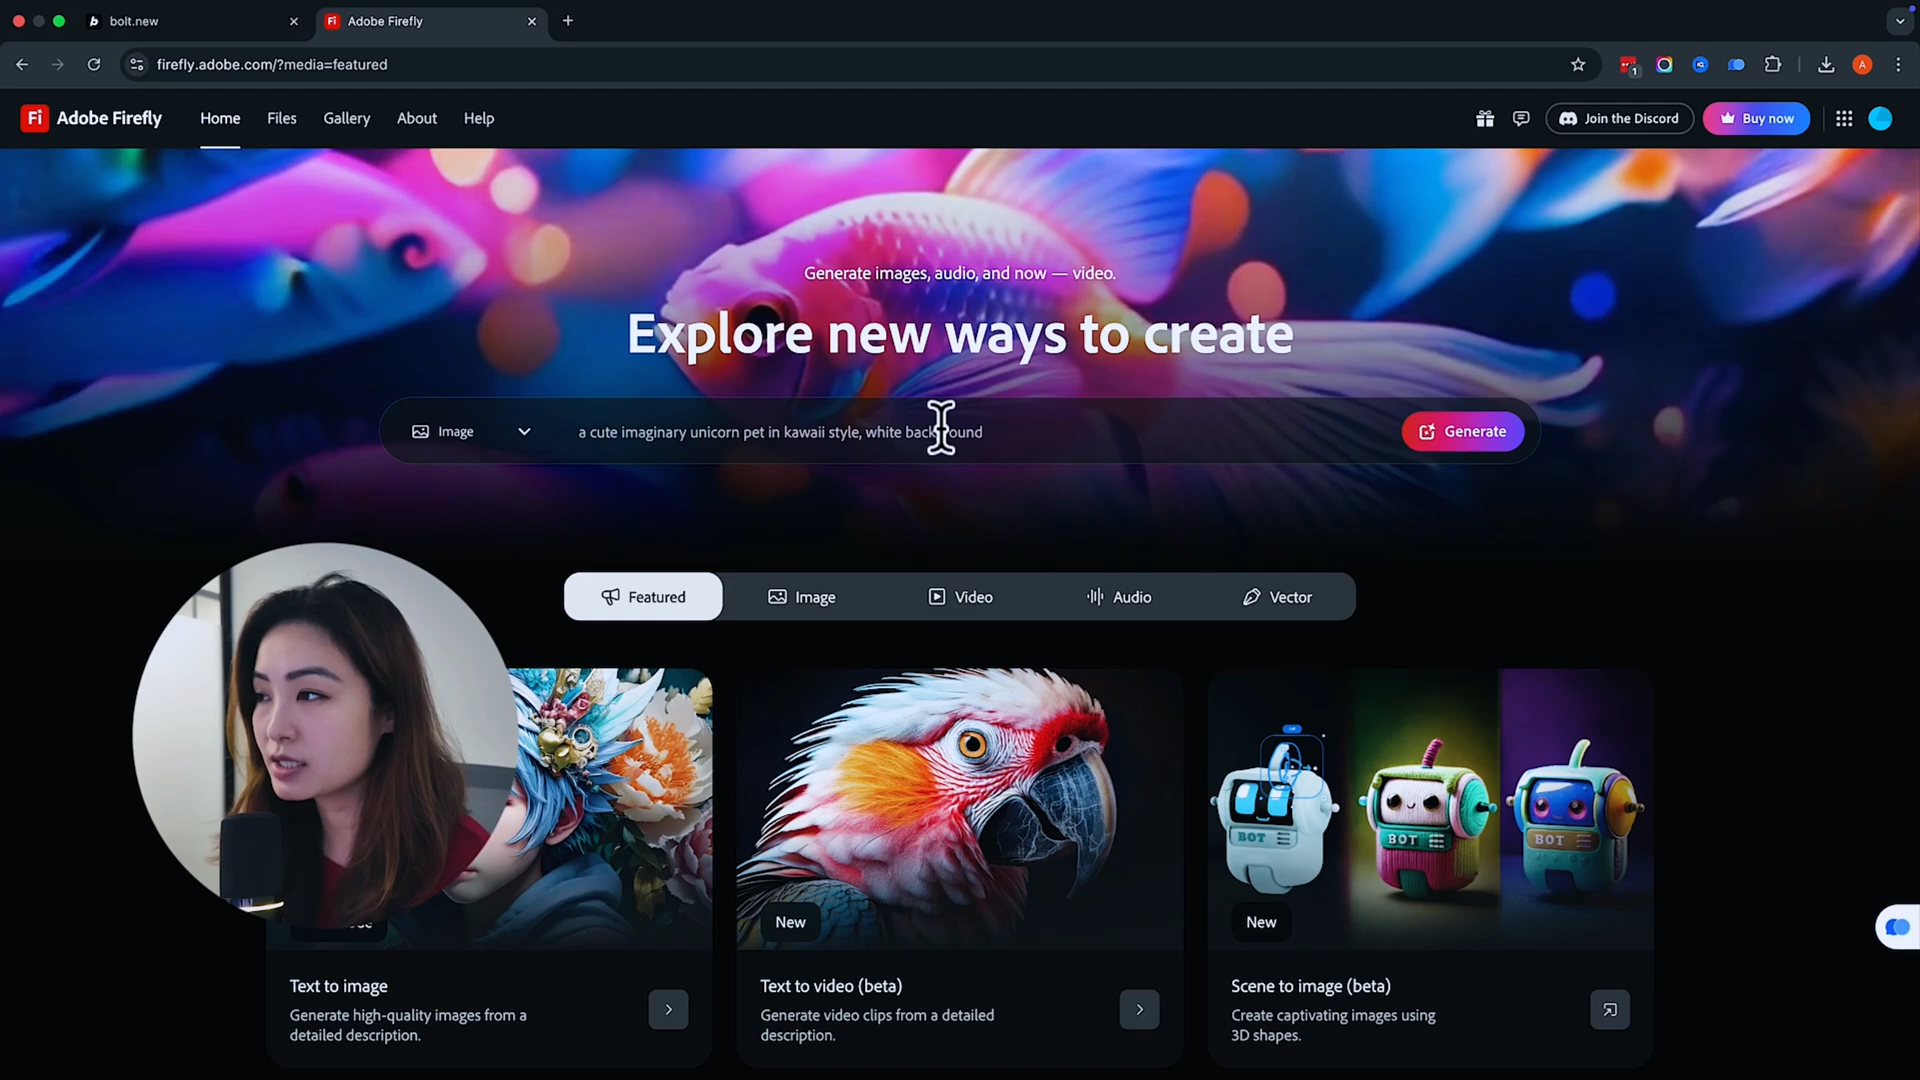 bolt.new
Fi Adobe Firefly
firefly.adobe.com/?media=featured
1
A
Fi Adobe Firefly
Home
Files
Gallery
About
Help
Join the Discord
Buy now
Generate images, audio, and now — video.
Explore new ways to create
Image
a cute imaginary unicorn pet in kawaii style, white background
Generate
Featured
Image
Video
Audio
Vector
BOT
BOT
BOT
New
New
Text to image
Generate high-quality images from a
detailed description.
Text to video (beta)
Generate video clips from a detailed
description.
Scene to image (beta)
Create captivating images using
3D shapes.